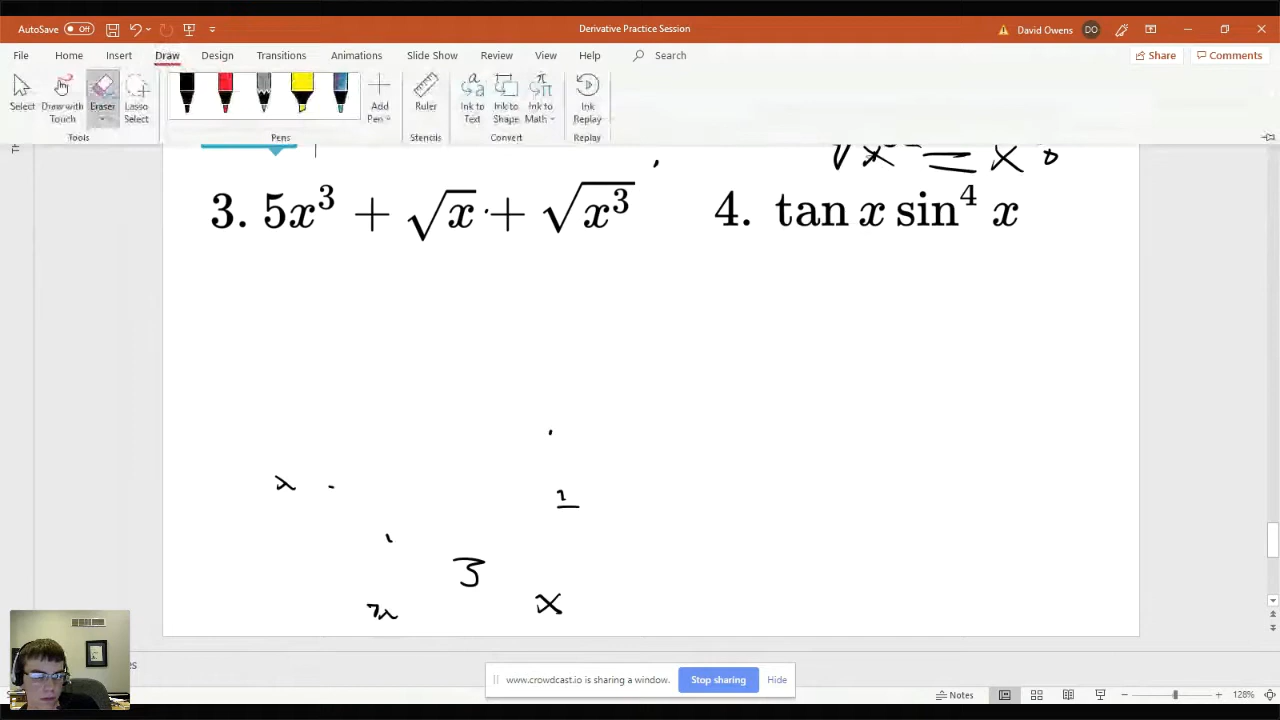 AutoSave Off Derivative Practice Session David Owens DO
File Home Insert Draw Design Transitions Animations Slide Show Review View Help Search Share Comments
Select Draw with Touch Eraser Lasso Select Add Pen Ruler Ink to Text Ink to Shape Ink to Math Ink Replay
Tools Pens Stencils Convert Replay
3. 5x³ + √x + √x³ 4. tan x sin⁴ x
x
3
x
www.crowdcast.io is sharing a window. Stop sharing Hide
Notes 128%